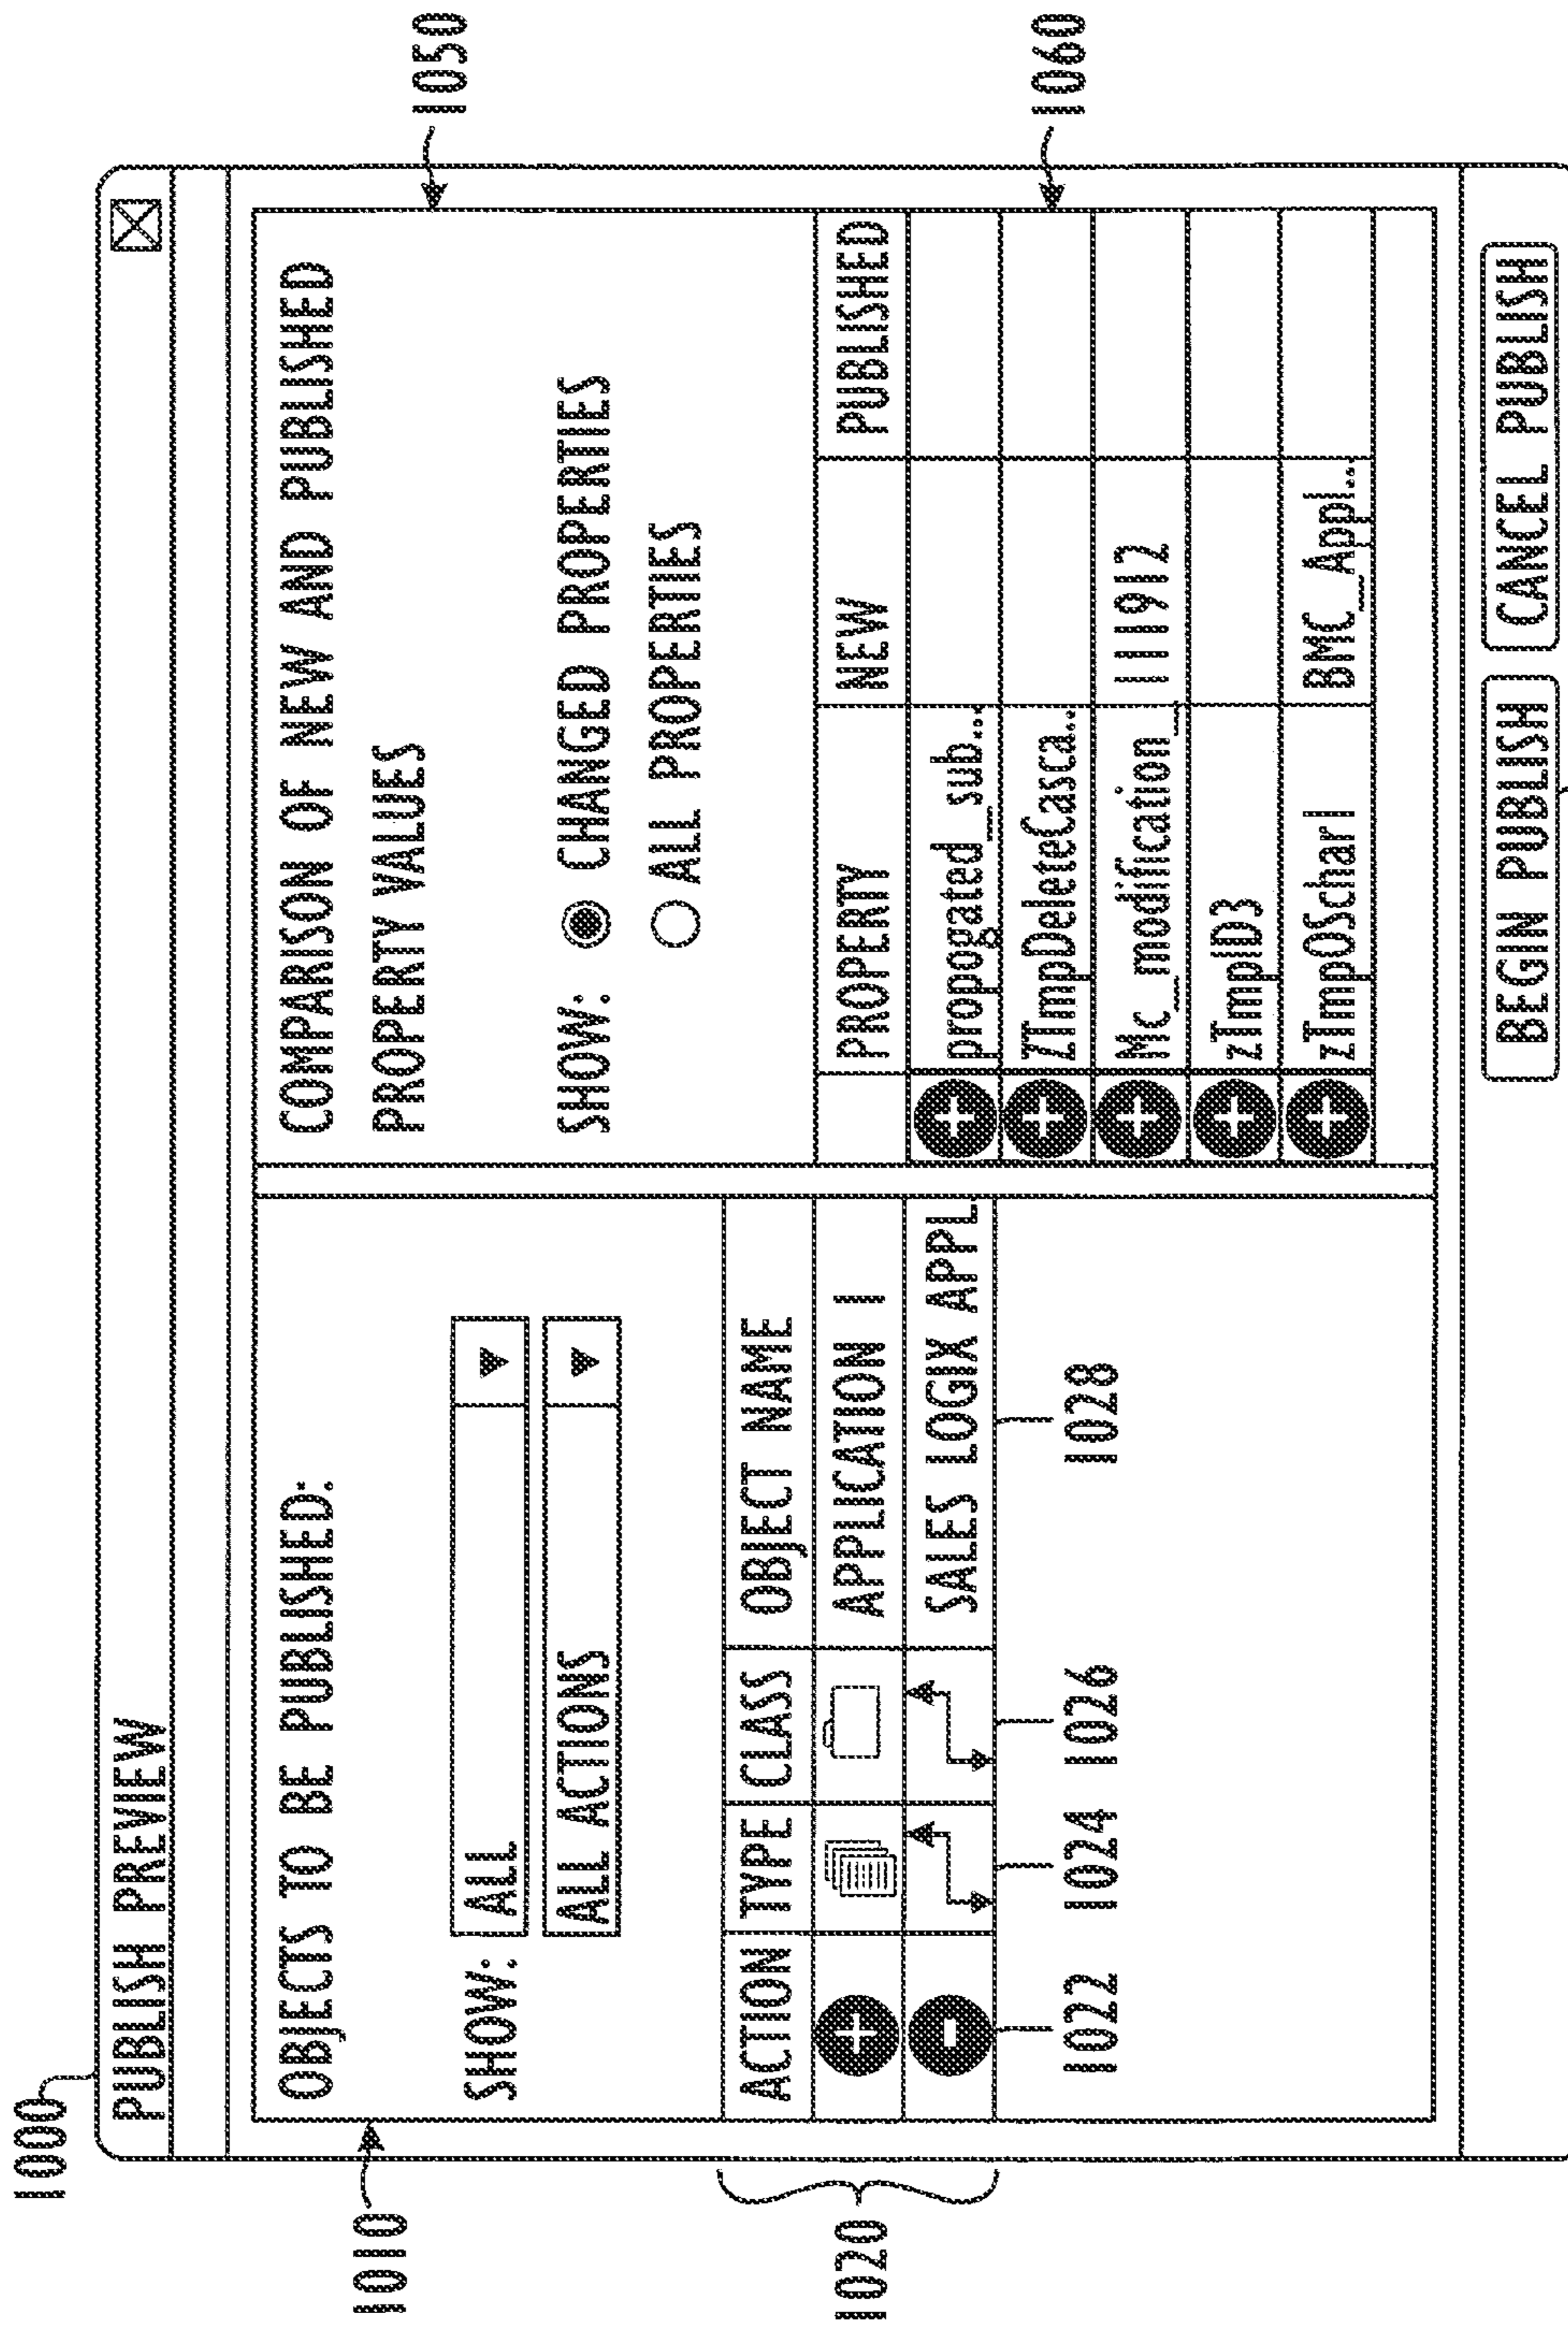 1000
PUBLISH PREVIEW
1010
OBJECTS TO BE PUBLISHED:
SHOW: ALL
ALL ACTIONS
1020
ACTION TYPE CLASS OBJECT NAME
APPLICATION 1
SALES LOGIX APPL
1022 1024 1026 1028
1050
COMPARISON OF NEW AND PUBLISHED
PROPERTY VALUES
SHOW: CHANGED PROPERTIES
ALL PROPERTIES
1060
PROPERTY NEW PUBLISHED
propogated_sub...
ZTmpDeleteCasca...
Mc_modification_ 111912
zTmpID3
zTmpOSchar1 BMC_Appl...
BEGIN PUBLISH CANCEL PUBLISH